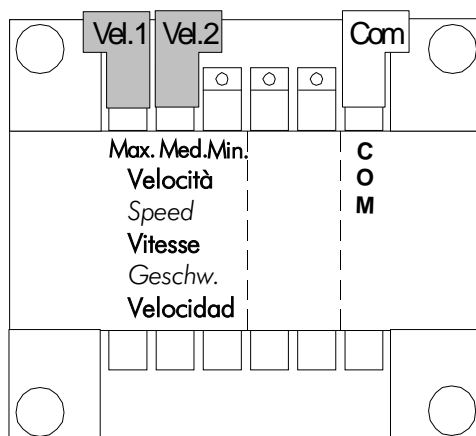 Vel.1 Vel.2 Com
Max. Med. Min.
Velocità
Speed
Vitesse
Geschw.
Velocidad
C
O
M